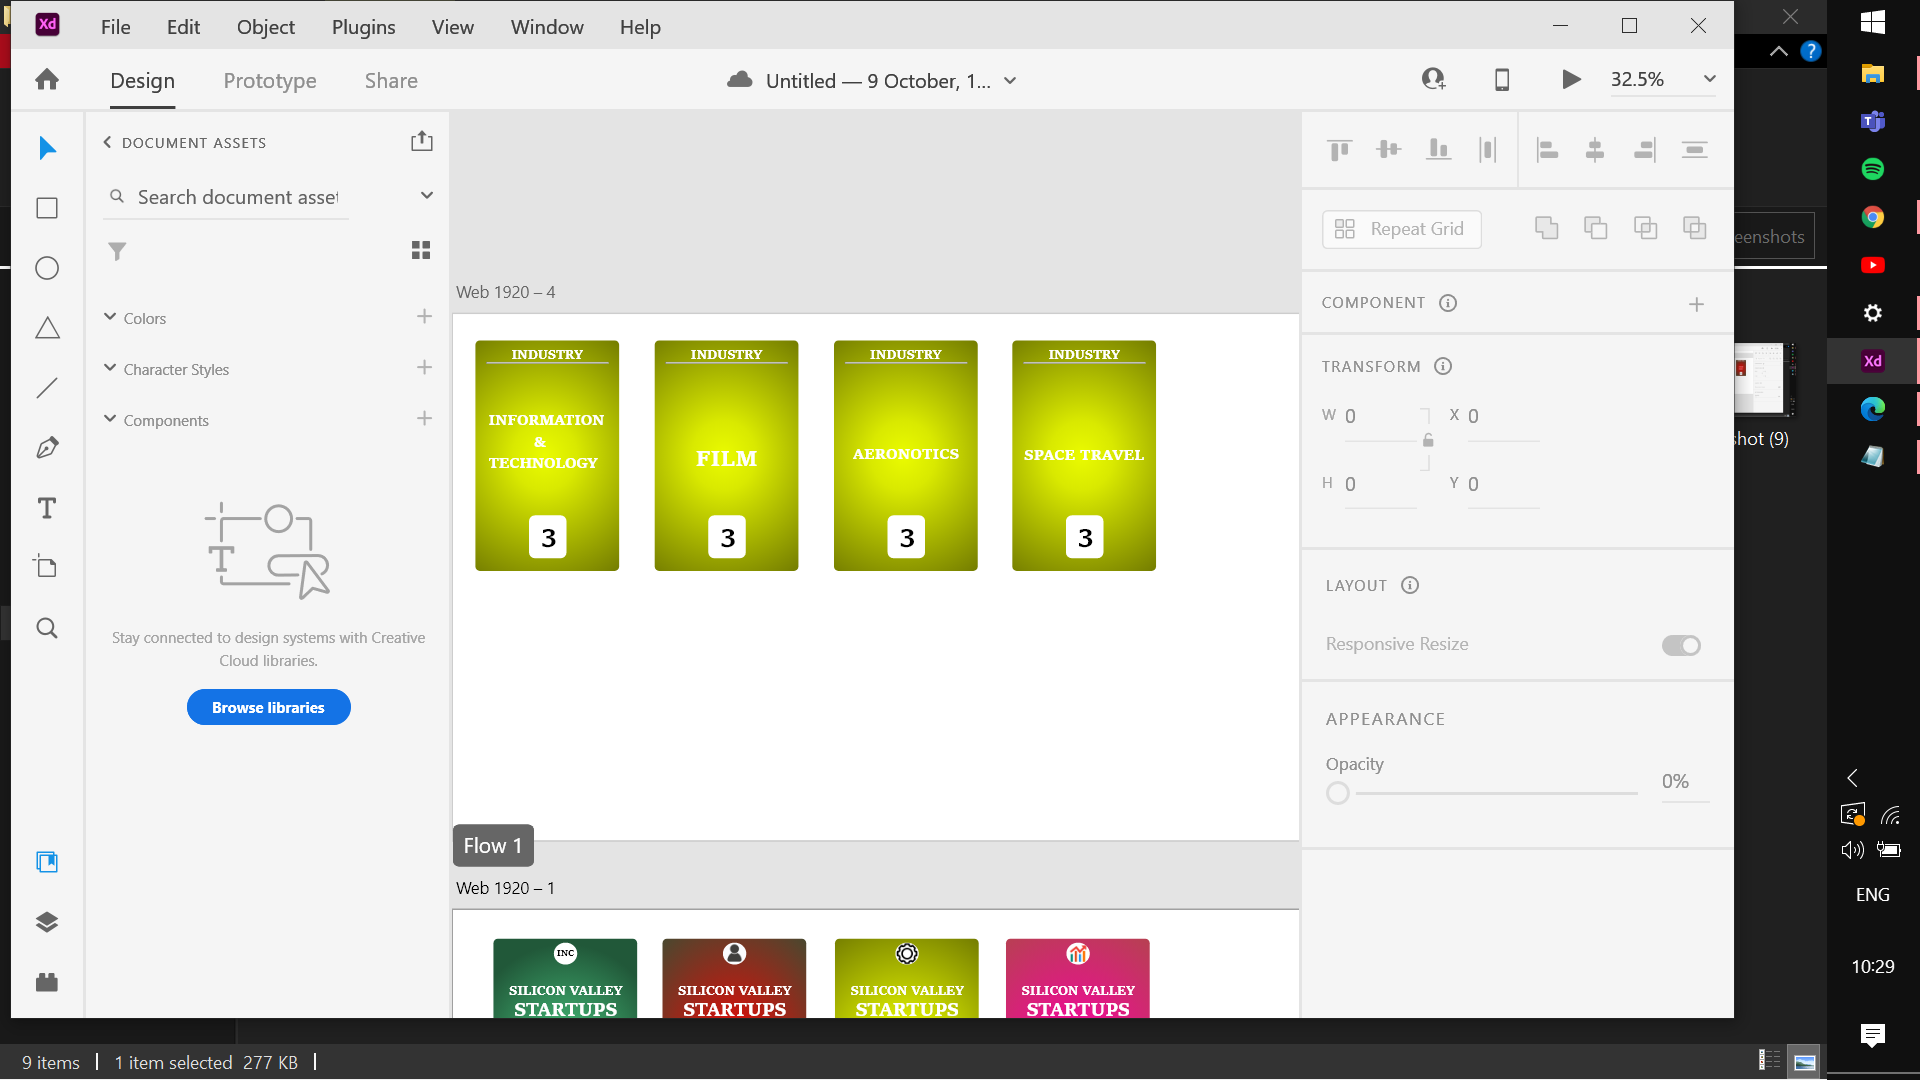 Xd File Edit Object Plugins View Window Help
Design Prototype Share
Untitled — 9 October, 1...
32.5%
DOCUMENT ASSETS
Search document asset
Colors
Character Styles
Components
Stay connected to design systems with Creative
Cloud libraries.
Browse libraries
Web 1920 – 4
INDUSTRY
INFORMATION
&
TECHNOLOGY
3
INDUSTRY
FILM
3
INDUSTRY
AERONOTICS
3
INDUSTRY
SPACE TRAVEL
3
Flow 1
Web 1920 – 1
INC
SILICON VALLEY
STARTUPS
SILICON VALLEY
STARTUPS
SILICON VALLEY
STARTUPS
SILICON VALLEY
STARTUPS
Repeat Grid
COMPONENT
TRANSFORM
W 0 X 0
H 0 Y 0
LAYOUT
Responsive Resize
APPEARANCE
Opacity
0%
eenshots
shot (9)
Xd
ENG
10:29
9 items 1 item selected 277 KB